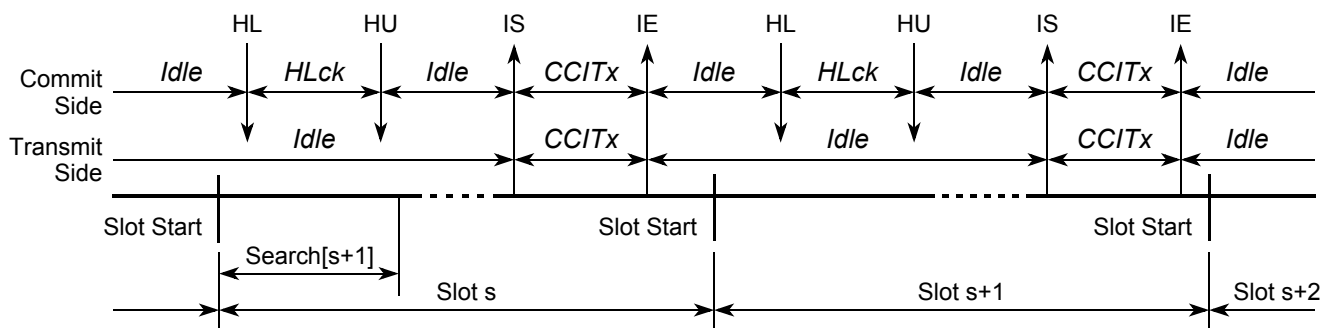 HL HU IS IE HL HU IS IE
Commit Side Idle HLck Idle CCITx Idle HLck Idle CCITx Idle
Transmit Side Idle CCITx Idle CCITx Idle
Slot Start Slot Start Slot Start
Search[s+1]
Slot s Slot s+1 Slot s+2